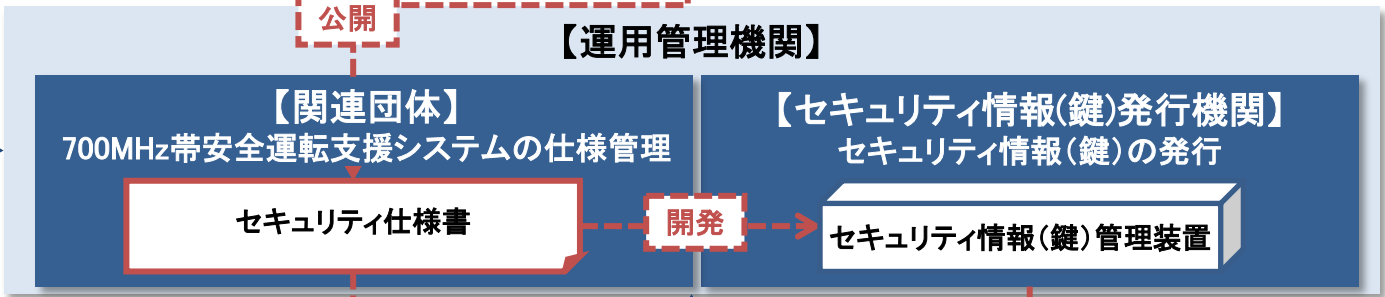 公開
【運用管理機関】
【関連団体】
700MHz帯安全運転支援システムの仕様管理
セキュリティ仕様書
開発
【セキュリティ情報(鍵)発行機関】
セキュリティ情報（鍵）の発行
セキュリティ情報（鍵）管理装置